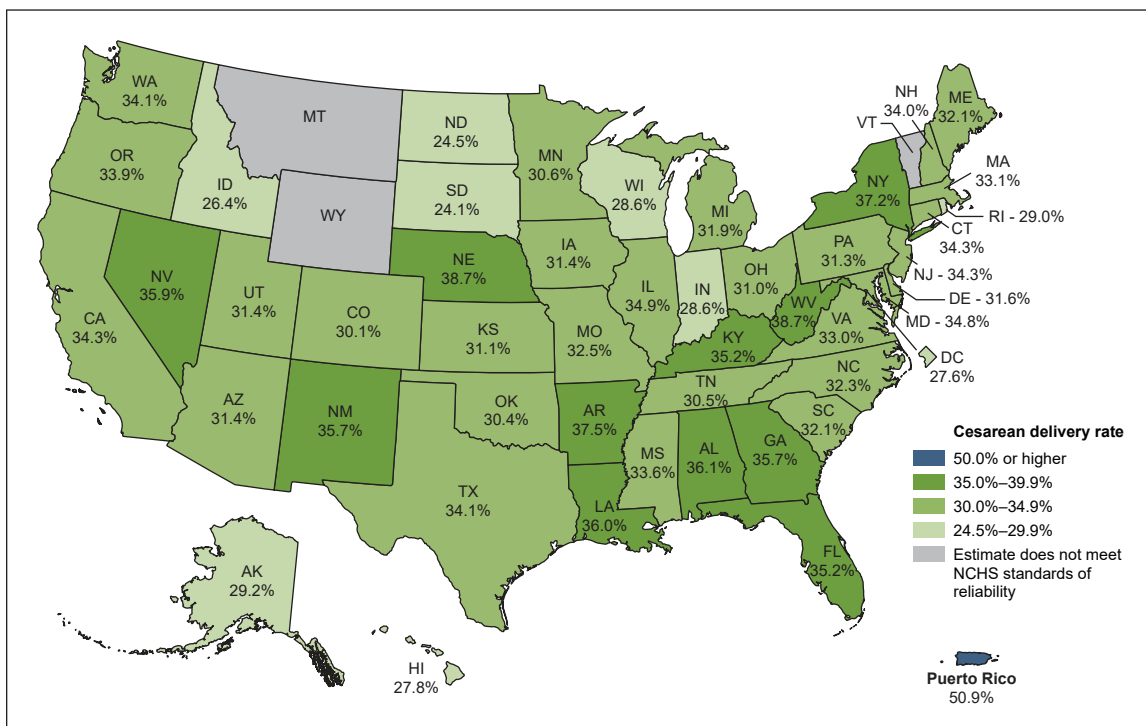 WA
34.1%
MT
ND
24.5%
MN
30.6%
OR
33.9%
ID
26.4%
SD
24.1%
WI
28.6%
WY
MI
31.9%
NH
34.0%
ME
32.1%
VT
NY
37.2%
MA
33.1%
RI - 29.0%
CT
34.3%
NV
35.9%
NE
38.7%
IA
31.4%
PA
31.3%
NJ - 34.3%
CA
34.3%
UT
31.4%
CO
30.1%
KS
31.1%
MO
32.5%
IL
34.9%
IN
28.6%
OH
31.0%
WV
38.7%
VA
33.0%
DE - 31.6%
MD - 34.8%
DC
27.6%
KY
35.2%
AZ
31.4%
NM
35.7%
OK
30.4%
AR
37.5%
TN
30.5%
NC
32.3%
SC
32.1%
TX
34.1%
LA
36.0%
MS
33.6%
AL
36.1%
GA
35.7%
FL
35.2%
AK
29.2%
HI
27.8%
Cesarean delivery rate
50.0% or higher
35.0%–39.9%
30.0%–34.9%
24.5%–29.9%
Estimate does not meet
NCHS standards of
reliability
Puerto Rico
50.9%